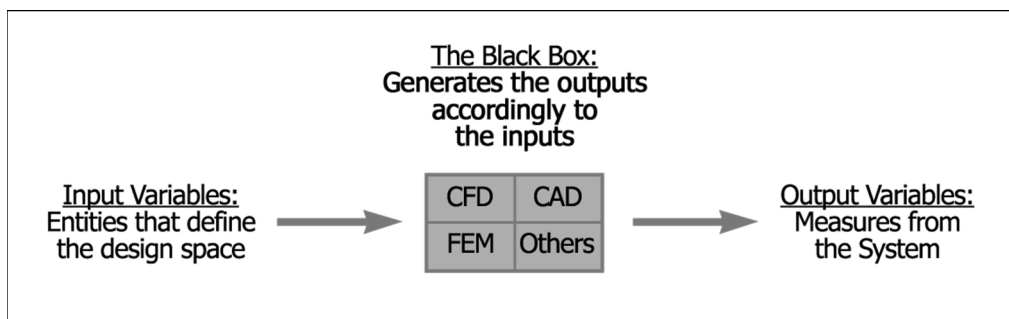 The Black Box:
Generates the outputs
accordingly to
the inputs
Input Variables:
Entities that define
the design space
CFD CAD
FEM Others
Output Variables:
Measures from
the System